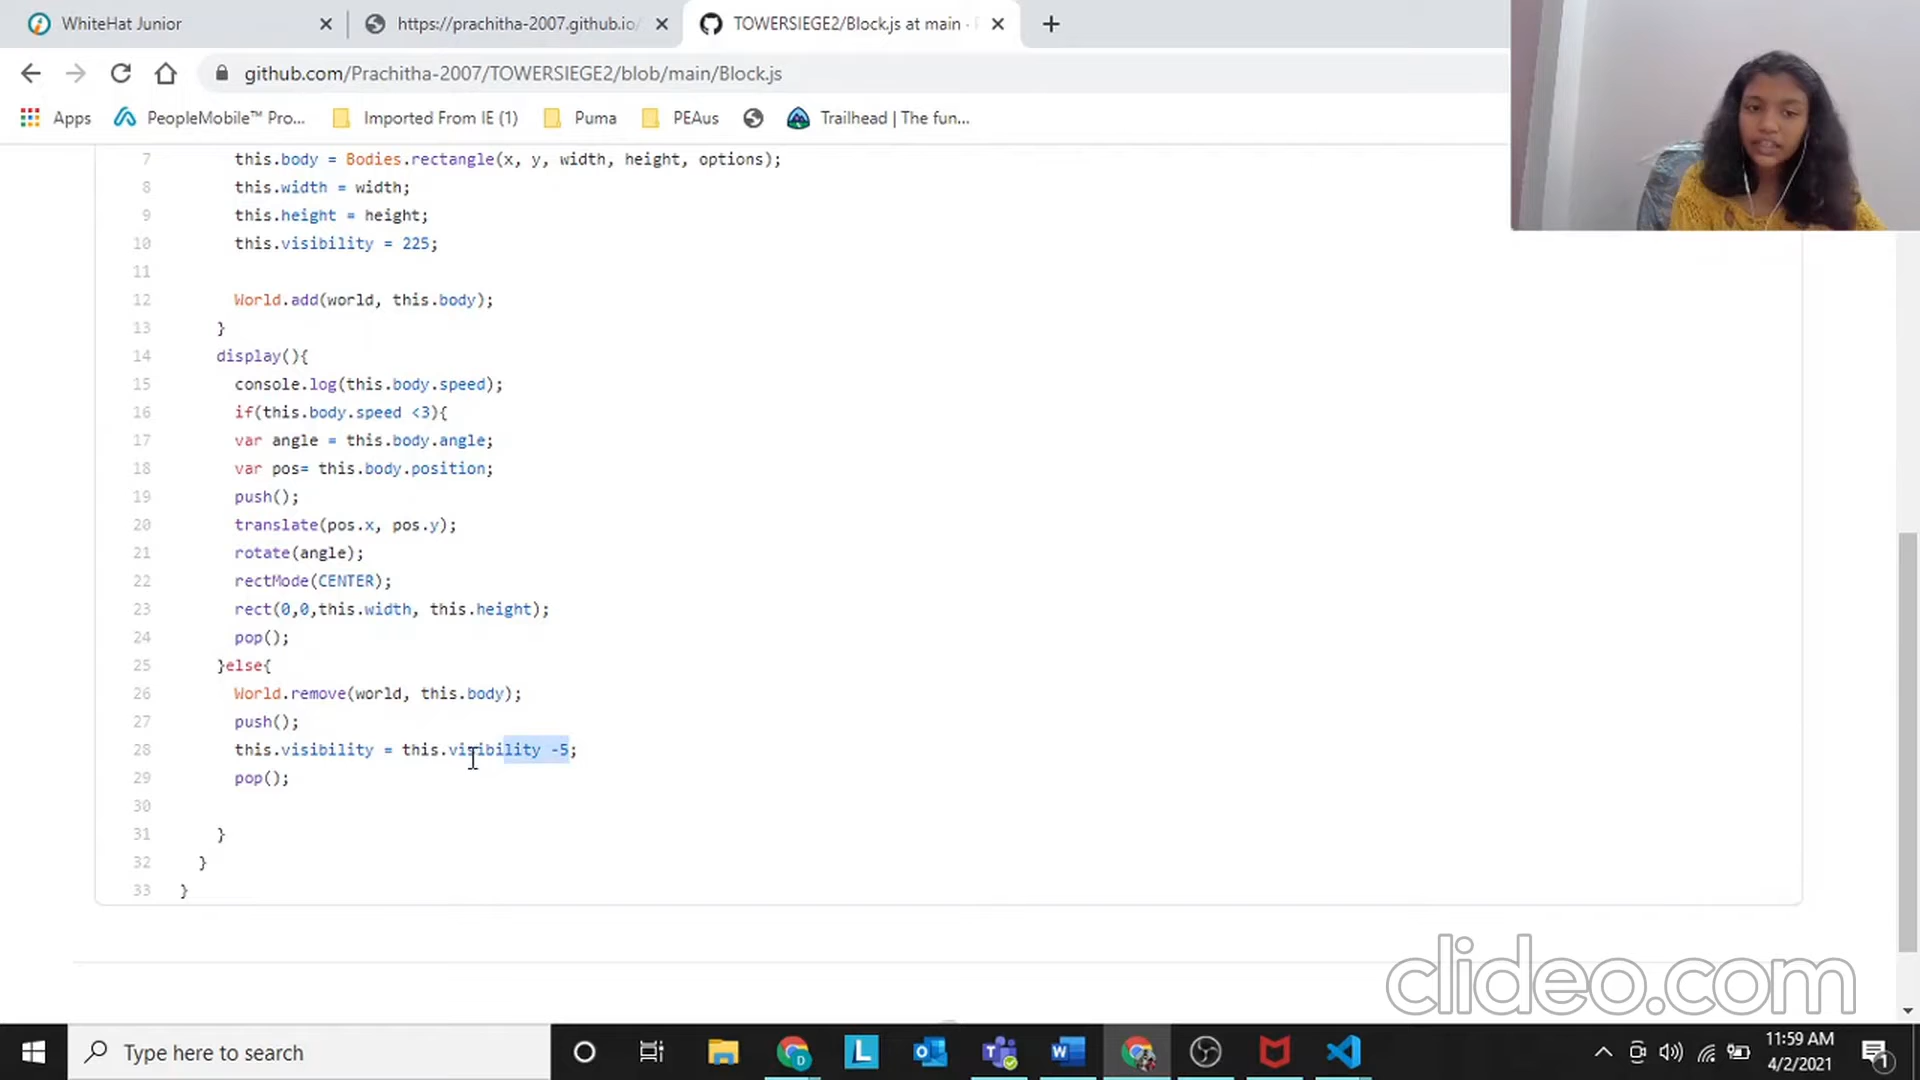 WhiteHat Junior
https://prachitha-2007.github.io/
TOWERSIEGE2/Block.js at main -
github.com/Prachitha-2007/TOWERSIEGE2/blob/main/Block.js
Apps
PeopleMobile™ Pro...
Imported From IE (1)
Puma
PEAus
Trailhead | The fun...
7 this.body = Bodies.rectangle(x, y, width, height, options);
8 this.width = width;
9 this.height = height;
10 this.visibility = 225;
11
12 World.add(world, this.body);
13 }
14 display(){
15 console.log(this.body.speed);
16 if(this.body.speed <3){
17 var angle = this.body.angle;
18 var pos= this.body.position;
19 push();
20 translate(pos.x, pos.y);
21 rotate(angle);
22 rectMode(CENTER);
23 rect(0,0,this.width, this.height);
24 pop();
25 }else{
26 World.remove(world, this.body);
27 push();
28 this.visibility = this.visibility -5;
29 pop();
30
31 }
32 }
33 }
clideo.com
Type here to search
11:59 AM
4/2/2021
1